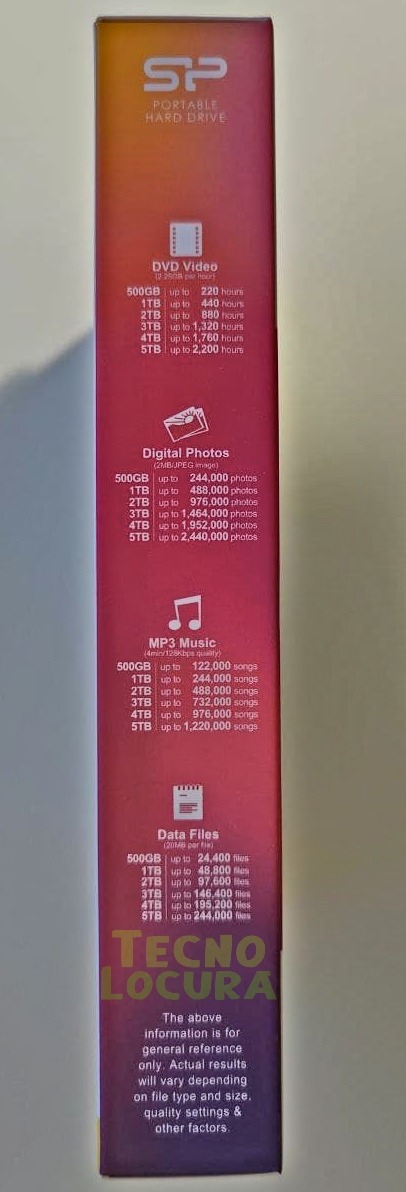 SP
PORTABLE
HARD DRIVE
DVD Video
(2.25GB per hour)
500GB up to 220 hours
1TB up to 440 hours
2TB up to 880 hours
3TB up to 1,320 hours
4TB up to 1,760 hours
5TB up to 2,200 hours
Digital Photos
(2MB/JPEG image)
500GB up to 244,000 photos
1TB up to 488,000 photos
2TB up to 976,000 photos
3TB up to 1,464,000 photos
4TB up to 1,952,000 photos
5TB up to 2,440,000 photos
MP3 Music
(4min/128Kbps quality)
500GB up to 122,000 songs
1TB up to 244,000 songs
2TB up to 488,000 songs
3TB up to 732,000 songs
4TB up to 976,000 songs
5TB up to 1,220,000 songs
Data Files
(20MB per file)
500GB up to 24,400 files
1TB up to 48,800 files
2TB up to 97,600 files
3TB up to 146,400 files
4TB up to 195,200 files
5TB up to 244,000 files
TECNO
LOCURA
The above
information is for
general reference
only. Actual results
will vary depending
on file type and size,
quality settings &
other factors.